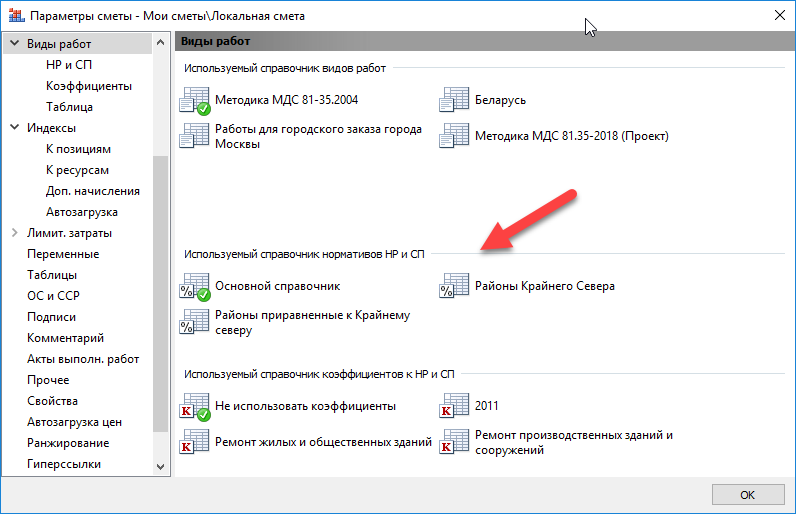 Параметры сметы - Мои сметы\Локальная смета
Виды работ
НР и СП
Коэффициенты
Таблица
Индексы
К позициям
К ресурсам
Доп. начисления
Автозагрузка
Лимит. затраты
Переменные
Таблицы
ОС и ССР
Подписи
Комментарий
Акты выполн. работ
Прочее
Свойства
Автозагрузка цен
Ранжирование
Гиперссылки
Виды работ
Используемый справочник видов работ
Методика МДС 81-35.2004
Беларусь
Работы для городского заказа города
Москвы
Методика МДС 81.35-2018 (Проект)
Используемый справочник нормативов НР и СП
% Основной справочник
% Районы Крайнего Севера
% Районы приравненные к Крайнему
северу
Используемый справочник коэффициентов к НР и СП
К Не использовать коэффициенты
К 2011
К Ремонт жилых и общественных зданий
К Ремонт производственных зданий и
сооружений
ОК